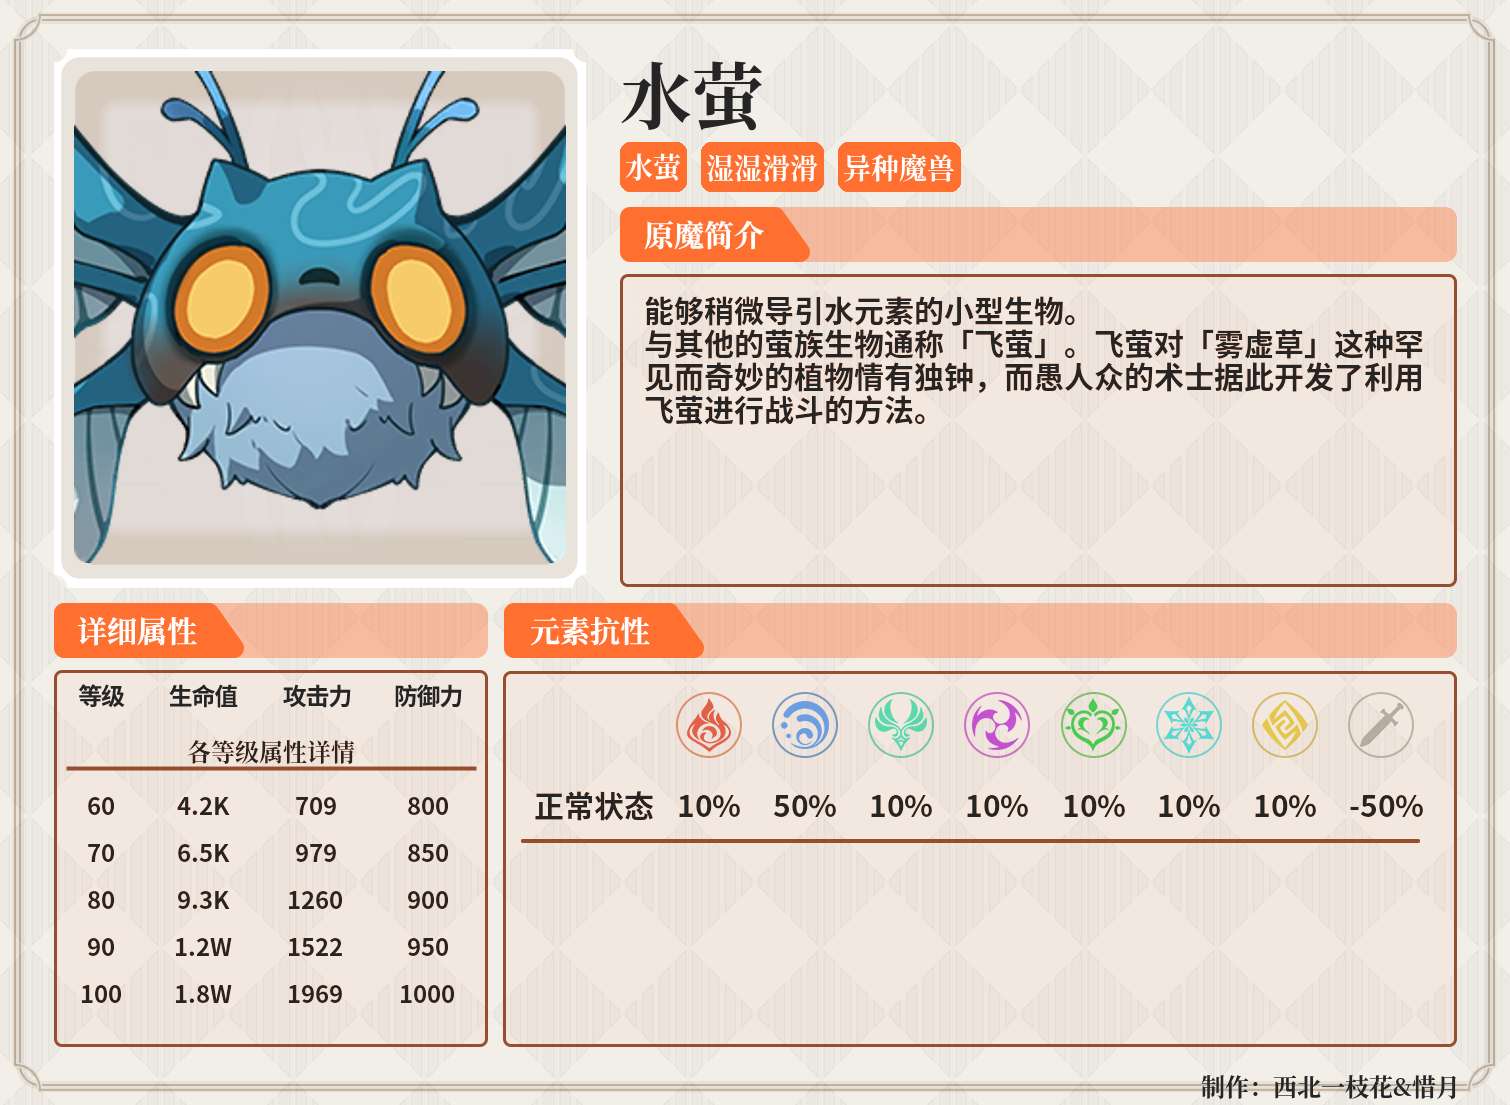 水萤
水萤 湿湿滑滑 异种魔兽
原魔简介
能够稍微导引水元素的小型生物。
与其他的萤族生物通称「飞萤」。飞萤对「雾虚草」这种罕
见而奇妙的植物情有独钟，而愚人众的术士据此开发了利用
飞萤进行战斗的方法。
详细属性
等级 生命值 攻击力 防御力
各等级属性详情
60 4.2K 709 800
70 6.5K 979 850
80 9.3K 1260 900
90 1.2W 1522 950
100 1.8W 1969 1000
元素抗性
正常状态 10% 50% 10% 10% 10% 10% 10% -50%
制作：西北一枝花&惜月